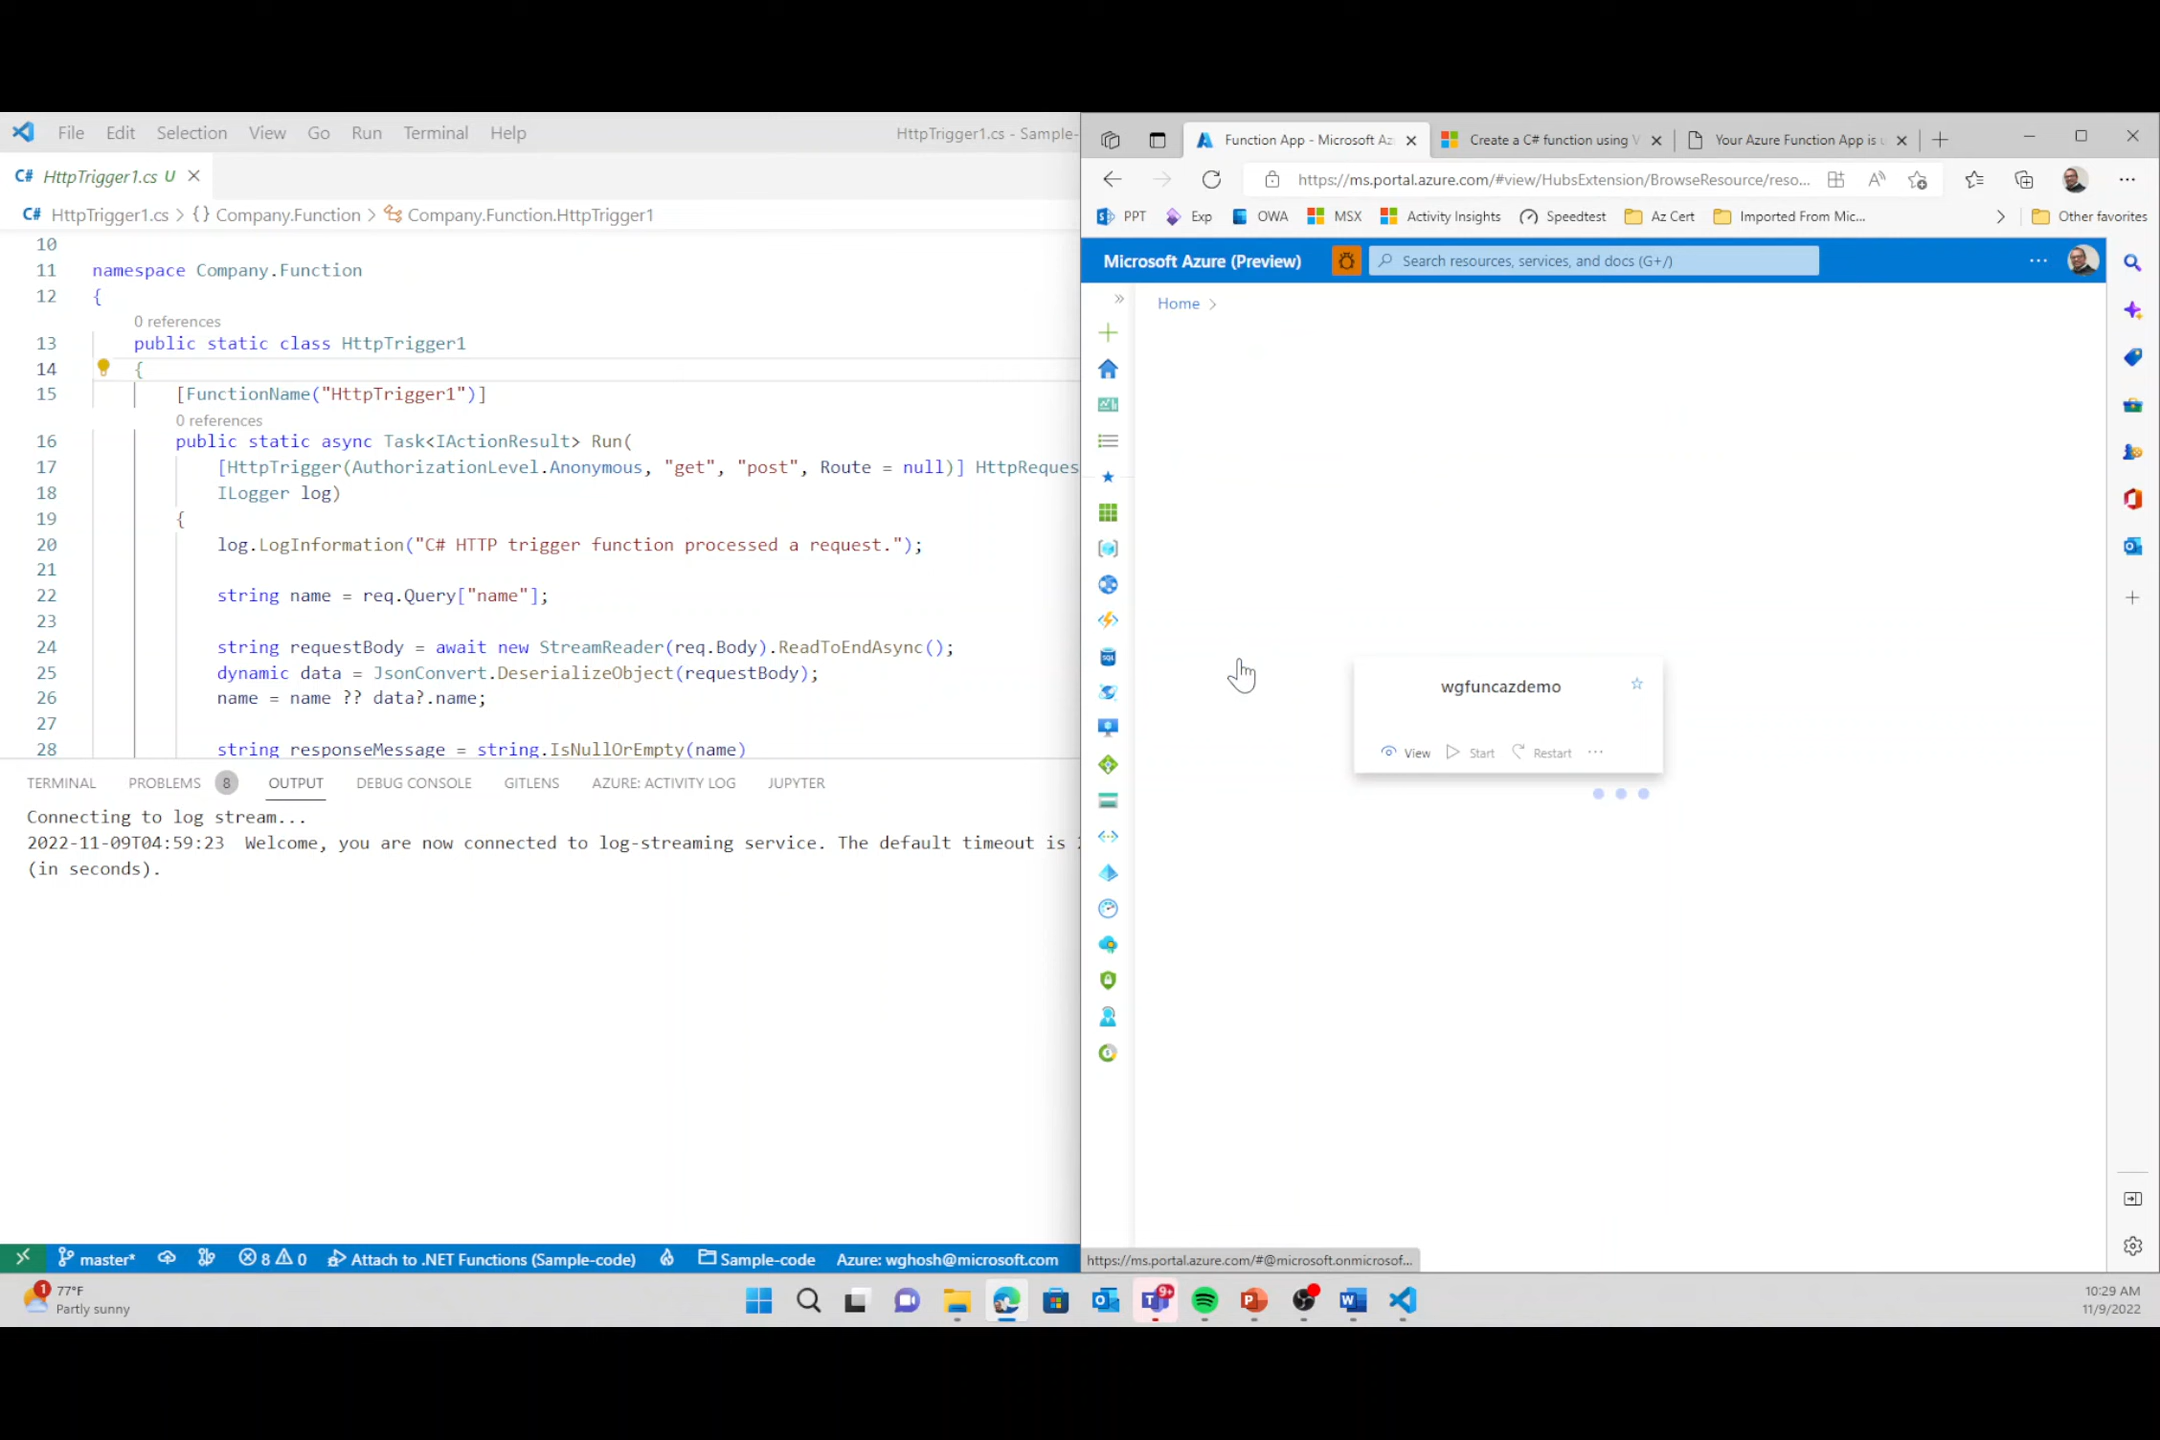 File Edit Selection View Go Run Terminal Help HttpTrigger1.cs - Sample-
C# HttpTrigger1.cs U
C# HttpTrigger1.cs > {} Company.Function > Company.Function.HttpTrigger1
10
11 namespace Company.Function
12 {
0 references
13 public static class HttpTrigger1
14 {
15 [FunctionName("HttpTrigger1")]
0 references
16 public static async Task<IActionResult> Run(
17 [HttpTrigger(AuthorizationLevel.Anonymous, "get", "post", Route = null)] HttpReques
18 ILogger log)
19 {
20 log.LogInformation("C# HTTP trigger function processed a request.");
21
22 string name = req.Query["name"];
23
24 string requestBody = await new StreamReader(req.Body).ReadToEndAsync();
25 dynamic data = JsonConvert.DeserializeObject(requestBody);
26 name = name ?? data?.name;
27
28 string responseMessage = string.IsNullOrEmpty(name)
TERMINAL PROBLEMS 8 OUTPUT DEBUG CONSOLE GITLENS AZURE: ACTIVITY LOG JUPYTER
Connecting to log stream...
2022-11-09T04:59:23 Welcome, you are now connected to log-streaming service. The default timeout is
(in seconds).
master* 8 0 Attach to .NET Functions (Sample-code) Sample-code Azure: wghosh@microsoft.com
Function App - Microsoft Az Create a C# function using V Your Azure Function App is
https://ms.portal.azure.com/#view/HubsExtension/BrowseResource/reso...
PPT Exp OWA MSX Activity Insights Speedtest Az Cert Imported From Mic... Other favorites
Microsoft Azure (Preview) Search resources, services, and docs (G+/)
Home >
SQL
wgfuncazdemo
View Start Restart
https://ms.portal.azure.com/#@microsoft.onmicrosof...
1 77°F
Partly sunny
9+
10:29 AM
11/9/2022